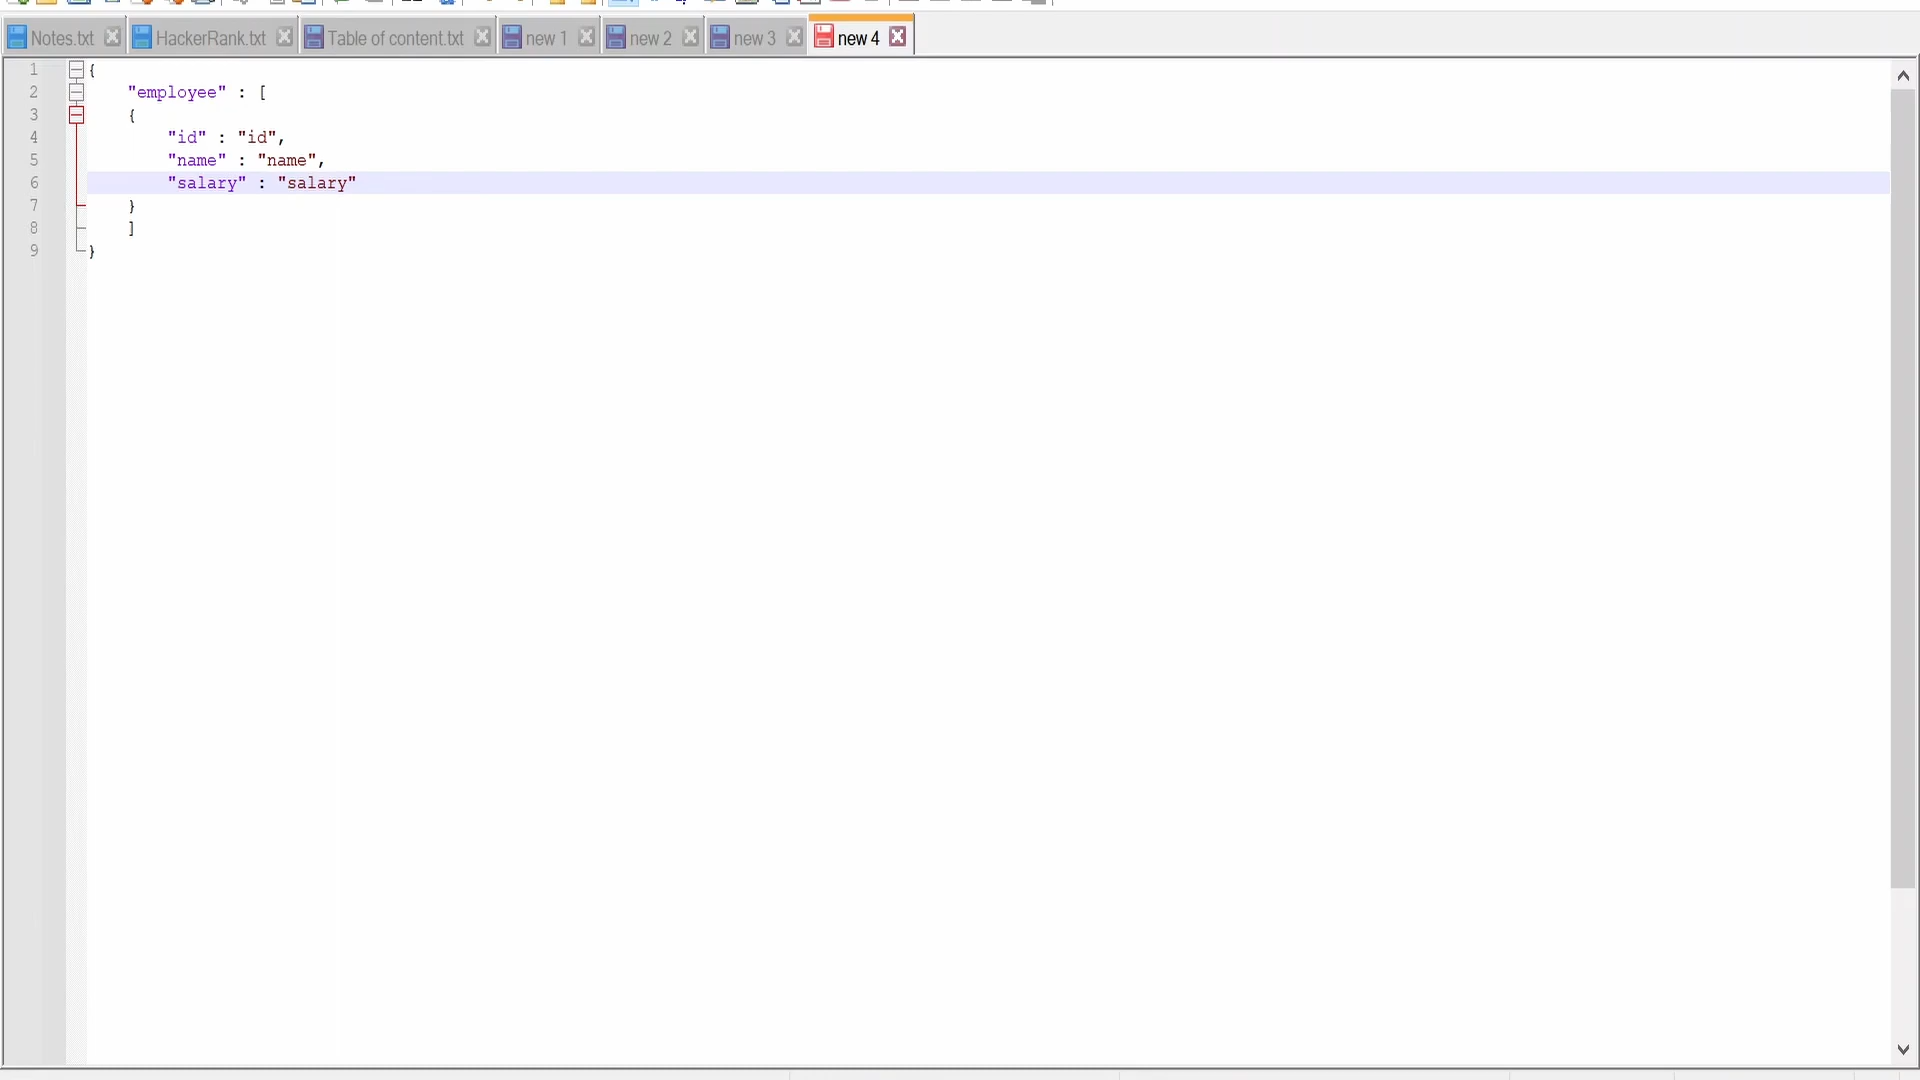 Notes.txt HackerRank.txt Table of content.txt new 1 new 2 new 3 new 4
1 {
2 "employee" : [
3 {
4 "id" : "id",
5 "name" : "name",
6 "salary" : "salary"
7 }
8 ]
9 }